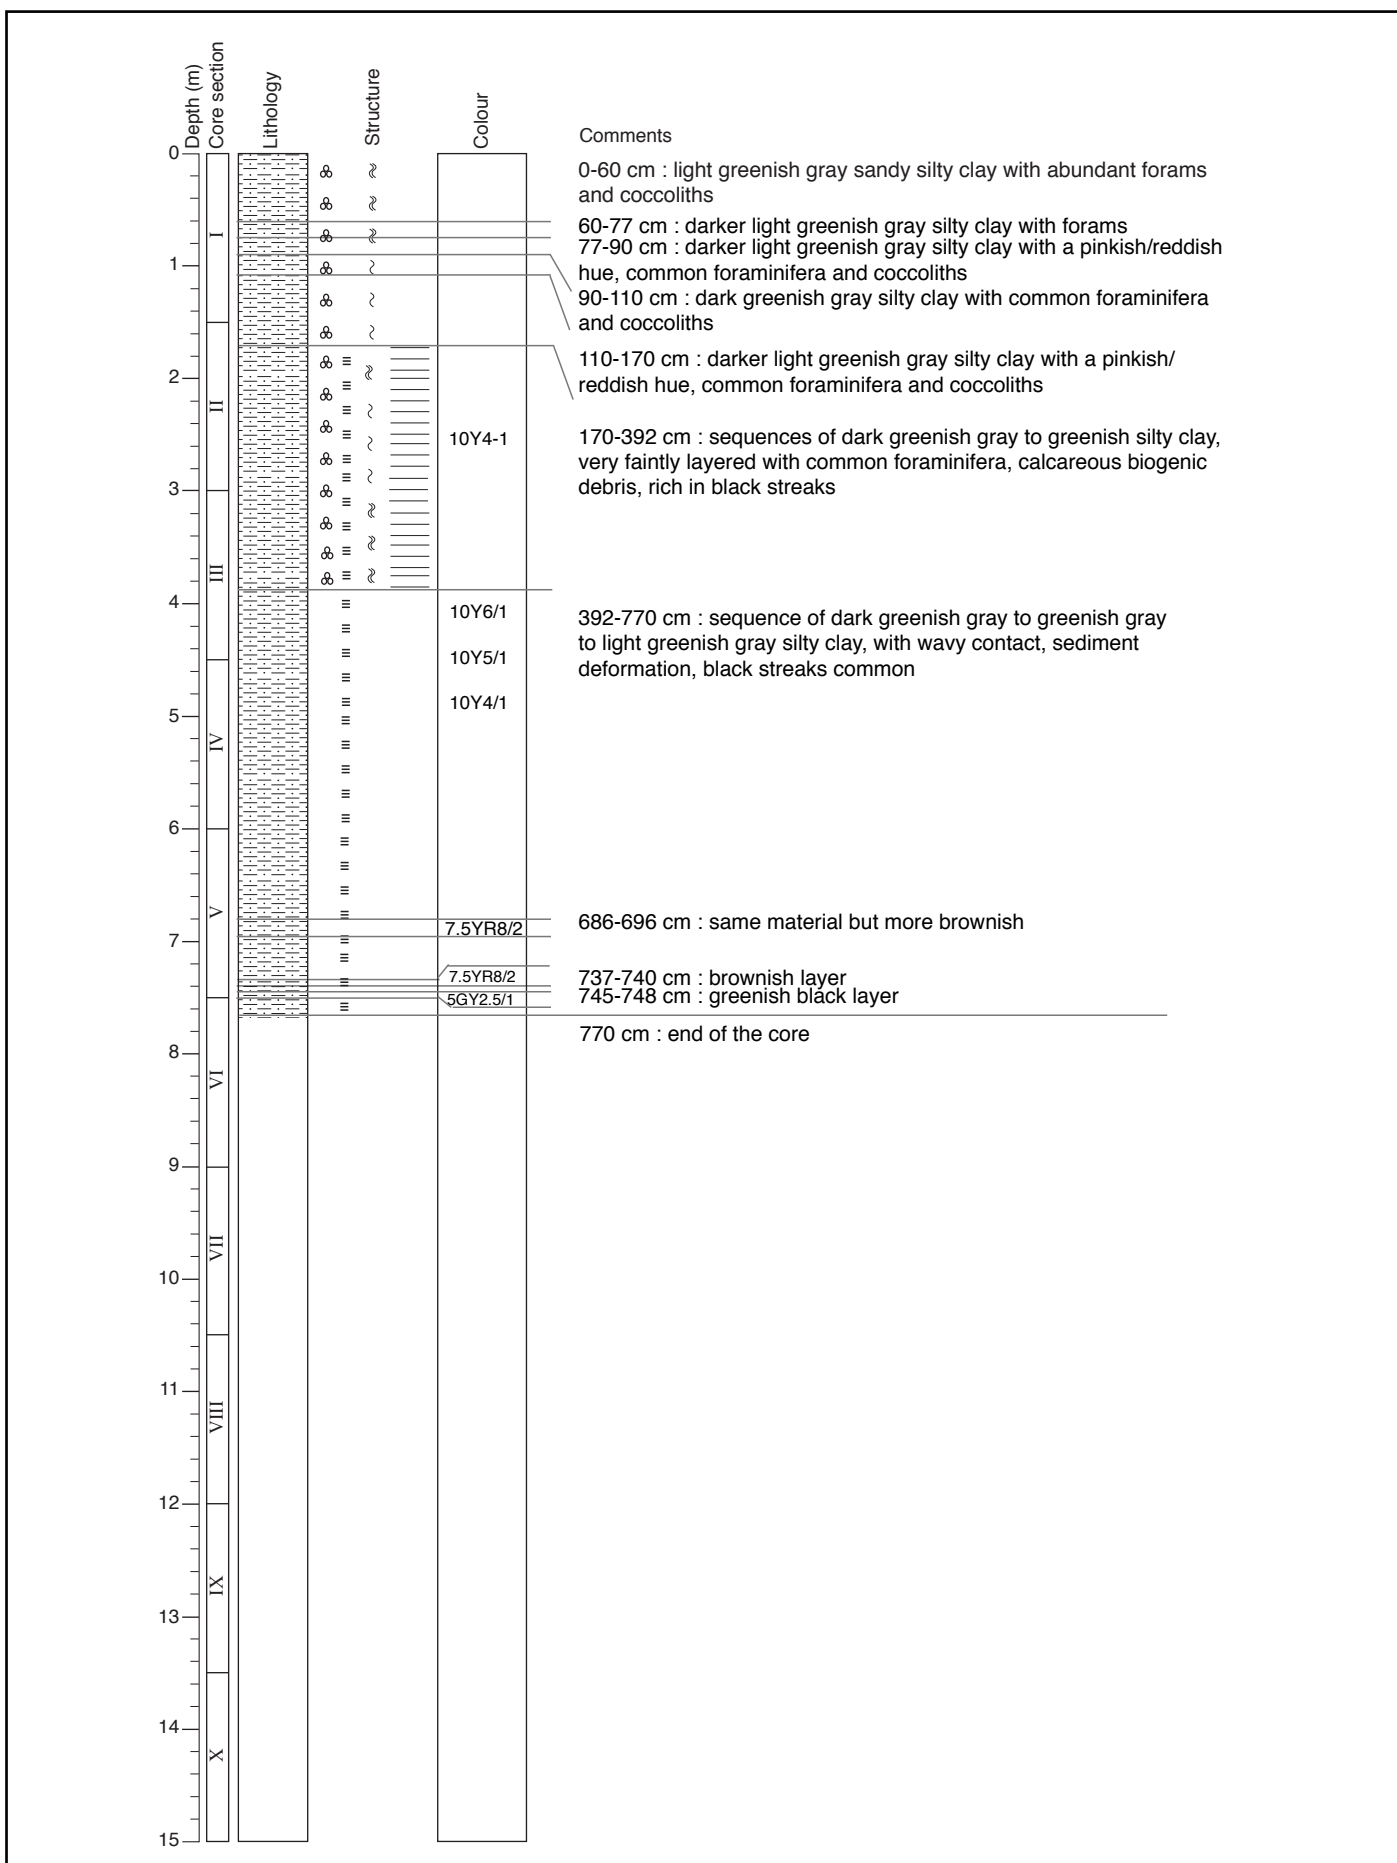 Depth (m)
Core section
Lithology
Structure
Colour
Comments
0
0-60 cm : light greenish gray sandy silty clay with abundant forams
and coccoliths
60-77 cm : darker light greenish gray silty clay with forams
I
77-90 cm : darker light greenish gray silty clay with a pinkish/reddish
hue, common foraminifera and coccoliths
1
90-110 cm : dark greenish gray silty clay with common foraminifera
and coccoliths
110-170 cm : darker light greenish gray silty clay with a pinkish/
reddish hue, common foraminifera and coccoliths
2
II
10Y4-1
170-392 cm : sequences of dark greenish gray to greenish silty clay,
very faintly layered with common foraminifera, calcareous biogenic
debris, rich in black streaks
3
III
4
10Y6/1
392-770 cm : sequence of dark greenish gray to greenish gray
to light greenish gray silty clay, with wavy contact, sediment
deformation, black streaks common
10Y5/1
10Y4/1
5
IV
6
V
686-696 cm : same material but more brownish
7.5YR8/2
7
7.5YR8/2
737-740 cm : brownish layer
5GY2.5/1
745-748 cm : greenish black layer
770 cm : end of the core
8
VI
9
VII
10
11
VIII
12
IX
13
14
X
15